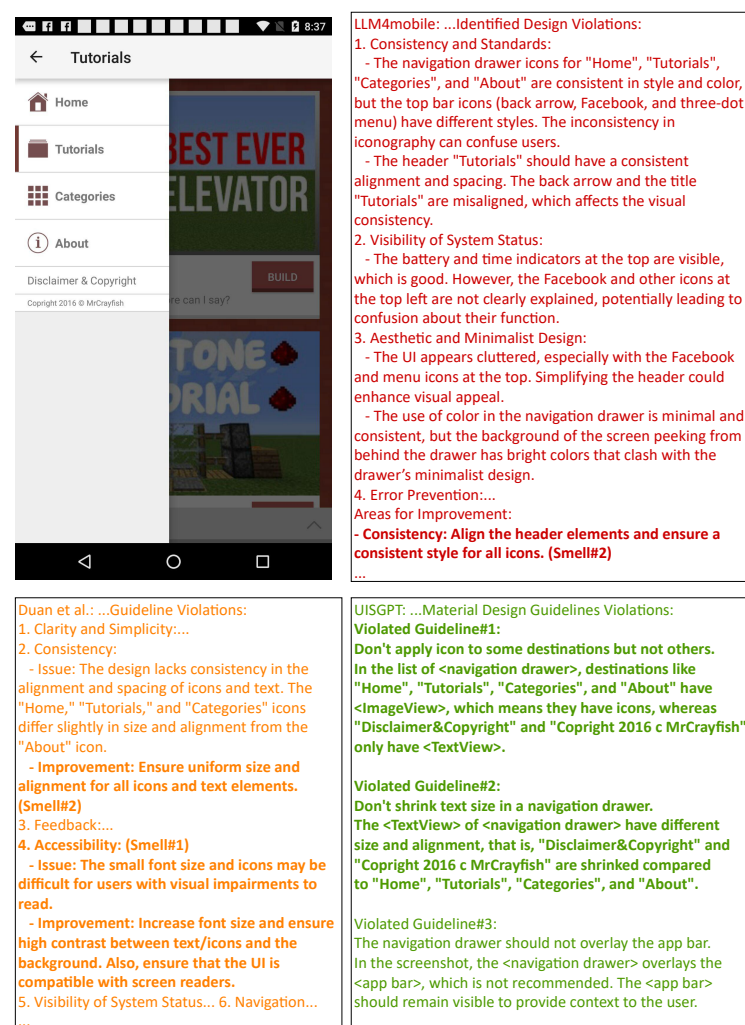 8:37
Tutorials
Home
Tutorials
Categories
About
Disclaimer & Copyright
Copright 2016 © MrCrayfish
BEST EVER
ELEVATOR
BUILD
re can I say?
TONE
ORIAL
LLM4mobile: ...Identified Design Violations:
1. Consistency and Standards:
- The navigation drawer icons for "Home", "Tutorials",
"Categories", and "About" are consistent in style and color,
but the top bar icons (back arrow, Facebook, and three-dot
menu) have different styles. The inconsistency in
iconography can confuse users.
- The header "Tutorials" should have a consistent
alignment and spacing. The back arrow and the title
"Tutorials" are misaligned, which affects the visual
consistency.
2. Visibility of System Status:
- The battery and time indicators at the top are visible,
which is good. However, the Facebook and other icons at
the top left are not clearly explained, potentially leading to
confusion about their function.
3. Aesthetic and Minimalist Design:
- The UI appears cluttered, especially with the Facebook
and menu icons at the top. Simplifying the header could
enhance visual appeal.
- The use of color in the navigation drawer is minimal and
consistent, but the background of the screen peeking from
behind the drawer has bright colors that clash with the
drawer's minimalist design.
4. Error Prevention:...
Areas for Improvement:
- Consistency: Align the header elements and ensure a
consistent style for all icons. (Smell#2)
...
Duan et al.: ...Guideline Violations:
1. Clarity and Simplicity:...
2. Consistency:
- Issue: The design lacks consistency in the
alignment and spacing of icons and text. The
"Home," "Tutorials," and "Categories" icons
differ slightly in size and alignment from the
"About" icon.
- Improvement: Ensure uniform size and
alignment for all icons and text elements.
(Smell#2)
3. Feedback:...
4. Accessibility: (Smell#1)
- Issue: The small font size and icons may be
difficult for users with visual impairments to
read.
- Improvement: Increase font size and ensure
high contrast between text/icons and the
background. Also, ensure that the UI is
compatible with screen readers.
5. Visibility of System Status... 6. Navigation...
...
UISGPT: ...Material Design Guidelines Violations:
Violated Guideline#1:
Don't apply icon to some destinations but not others.
In the list of <navigation drawer>, destinations like
"Home", "Tutorials", "Categories", and "About" have
<ImageView>, which means they have icons, whereas
"Disclaimer&Copyright" and "Copright 2016 c MrCrayfish"
only have <TextView>.
Violated Guideline#2:
Don't shrink text size in a navigation drawer.
The <TextView> of <navigation drawer> have different
size and alignment, that is, "Disclaimer&Copyright" and
"Copright 2016 c MrCrayfish" are shrinked compared
to "Home", "Tutorials", "Categories", and "About".
Violated Guideline#3:
The navigation drawer should not overlay the app bar.
In the screenshot, the <navigation drawer> overlays the
<app bar>, which is not recommended. The <app bar>
should remain visible to provide context to the user.